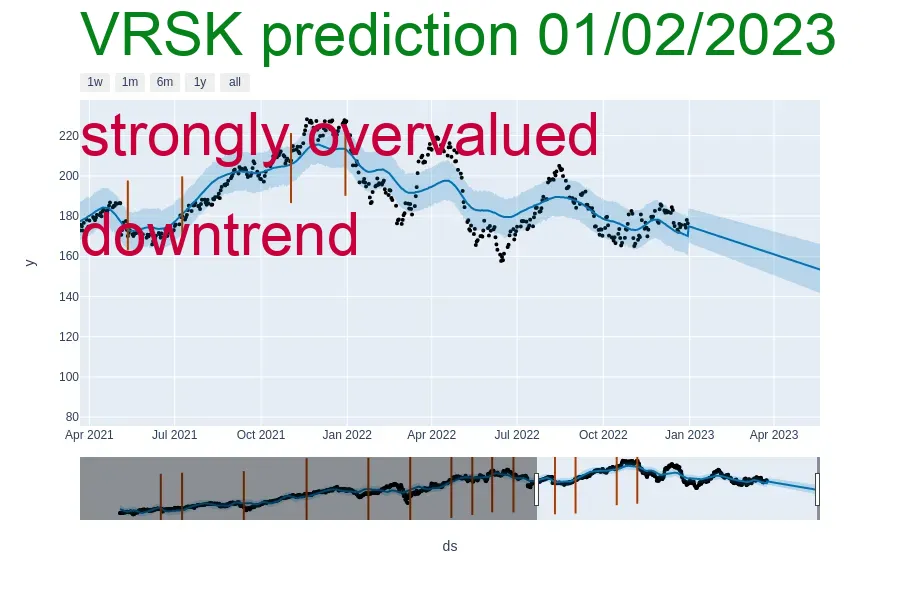 VRSK prediction 01/02/2023
1w 1m 6m 1y all
strongly overvalued
downtrend
220
200
180
160
140
120
100
80
y
Apr 2021 Jul 2021 Oct 2021 Jan 2022 Apr 2022 Jul 2022 Oct 2022 Jan 2023 Apr 2023
ds